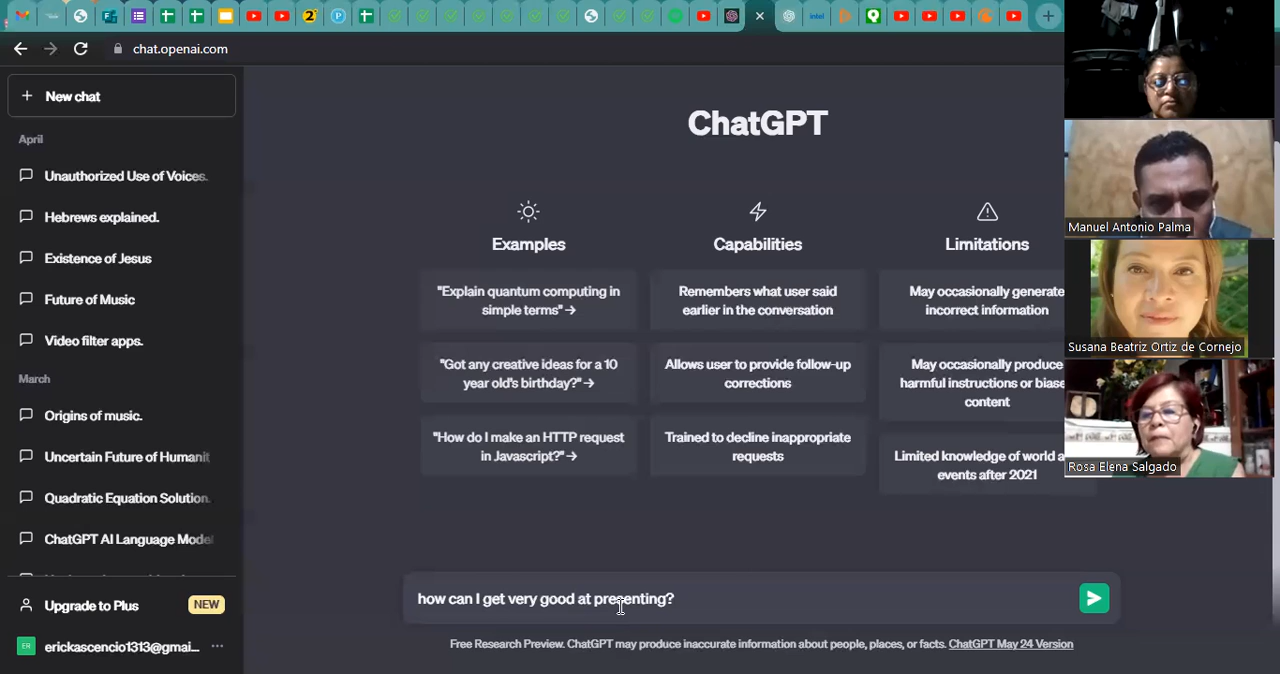 chat.openai.com
New chat
April
Unauthorized Use of Voices.
Hebrews explained.
Existence of Jesus
Future of Music
Video filter apps.
March
Origins of music.
Uncertain Future of Humanit
Quadratic Equation Solution.
ChatGPT AI Language Model
Upgrade to Plus
NEW
ER
erickascencio1313@gmai...
ChatGPT
Examples
"Explain quantum computing in
simple terms" →
"Got any creative ideas for a 10
year old's birthday?" →
"How do I make an HTTP request
in Javascript?" →
Capabilities
Remembers what user said
earlier in the conversation
Allows user to provide follow-up
corrections
Trained to decline inappropriate
requests
Limitations
May occasionally generate
incorrect information
May occasionally produce
harmful instructions or biase
content
Limited knowledge of world a
events after 2021
how can I get very good at presenting?
Free Research Preview. ChatGPT may produce inaccurate information about people, places, or facts. ChatGPT May 24 Version
Manuel Antonio Palma
Susana Beatriz Ortiz de Cornejo
Rosa Elena Salgado